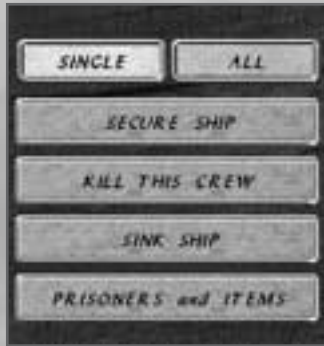 SINGLE ALL
SECURE SHIP
KILL THIS CREW
SINK SHIP
PRISONERS and ITEMS